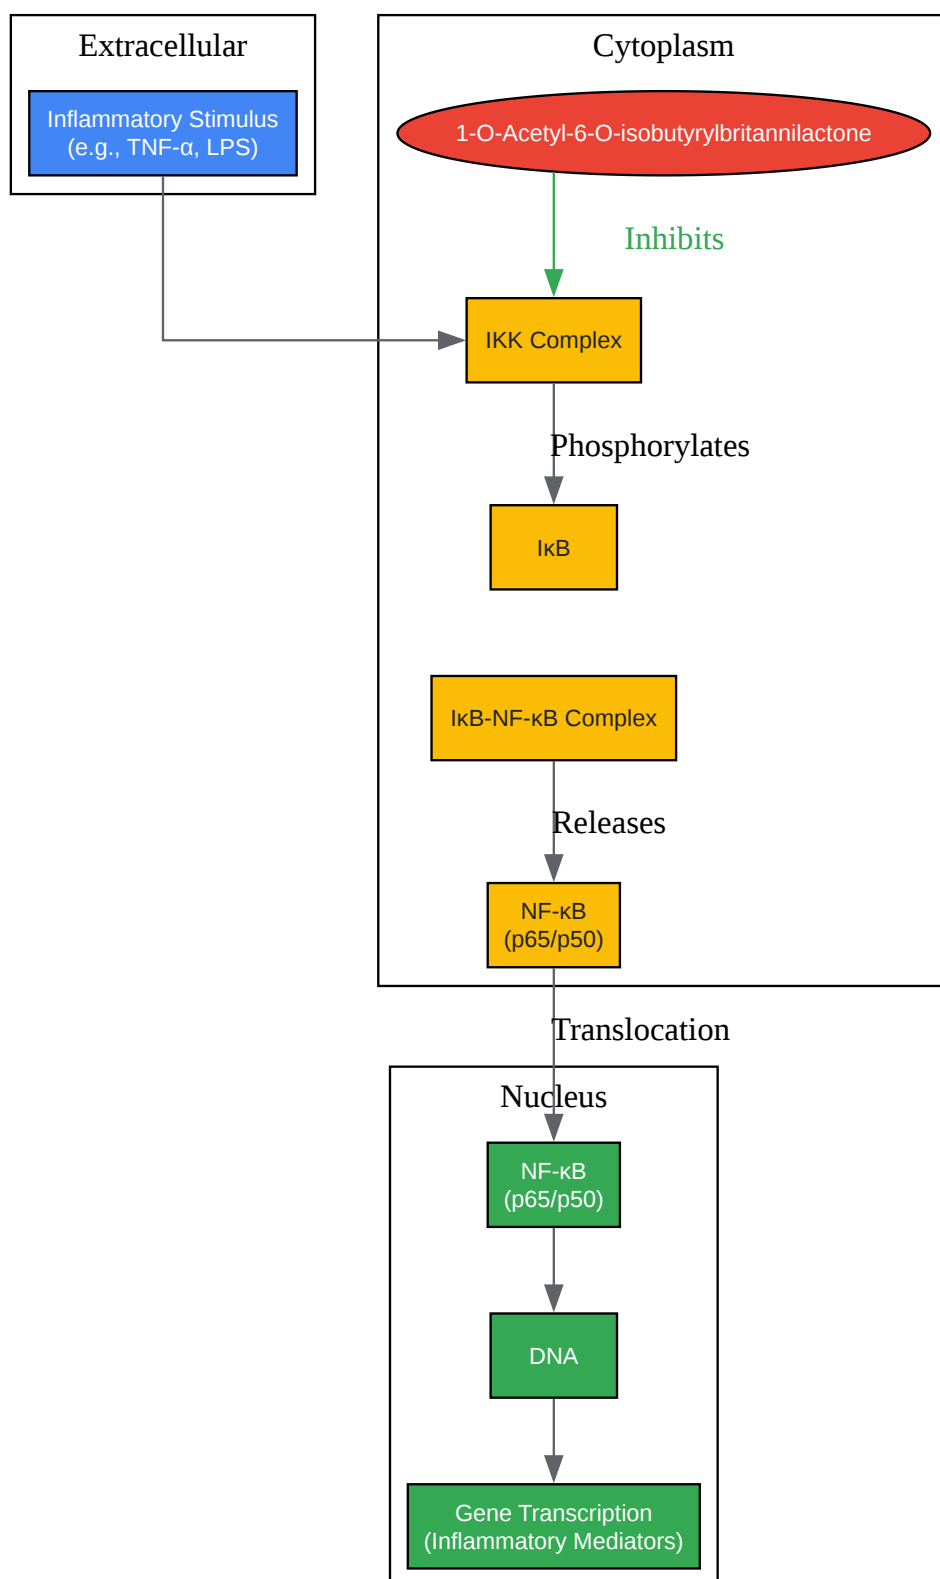 Extracellular
Inflammatory Stimulus
(e.g., TNF-α, LPS)
Cytoplasm
1-O-Acetyl-6-O-isobutyrylbritannilactone
Inhibits
IKK Complex
Phosphorylates
IκB
IκB-NF-κB Complex
Releases
NF-κB
(p65/p50)
Translocation
Nucleus
NF-κB
(p65/p50)
DNA
Gene Transcription
(Inflammatory Mediators)